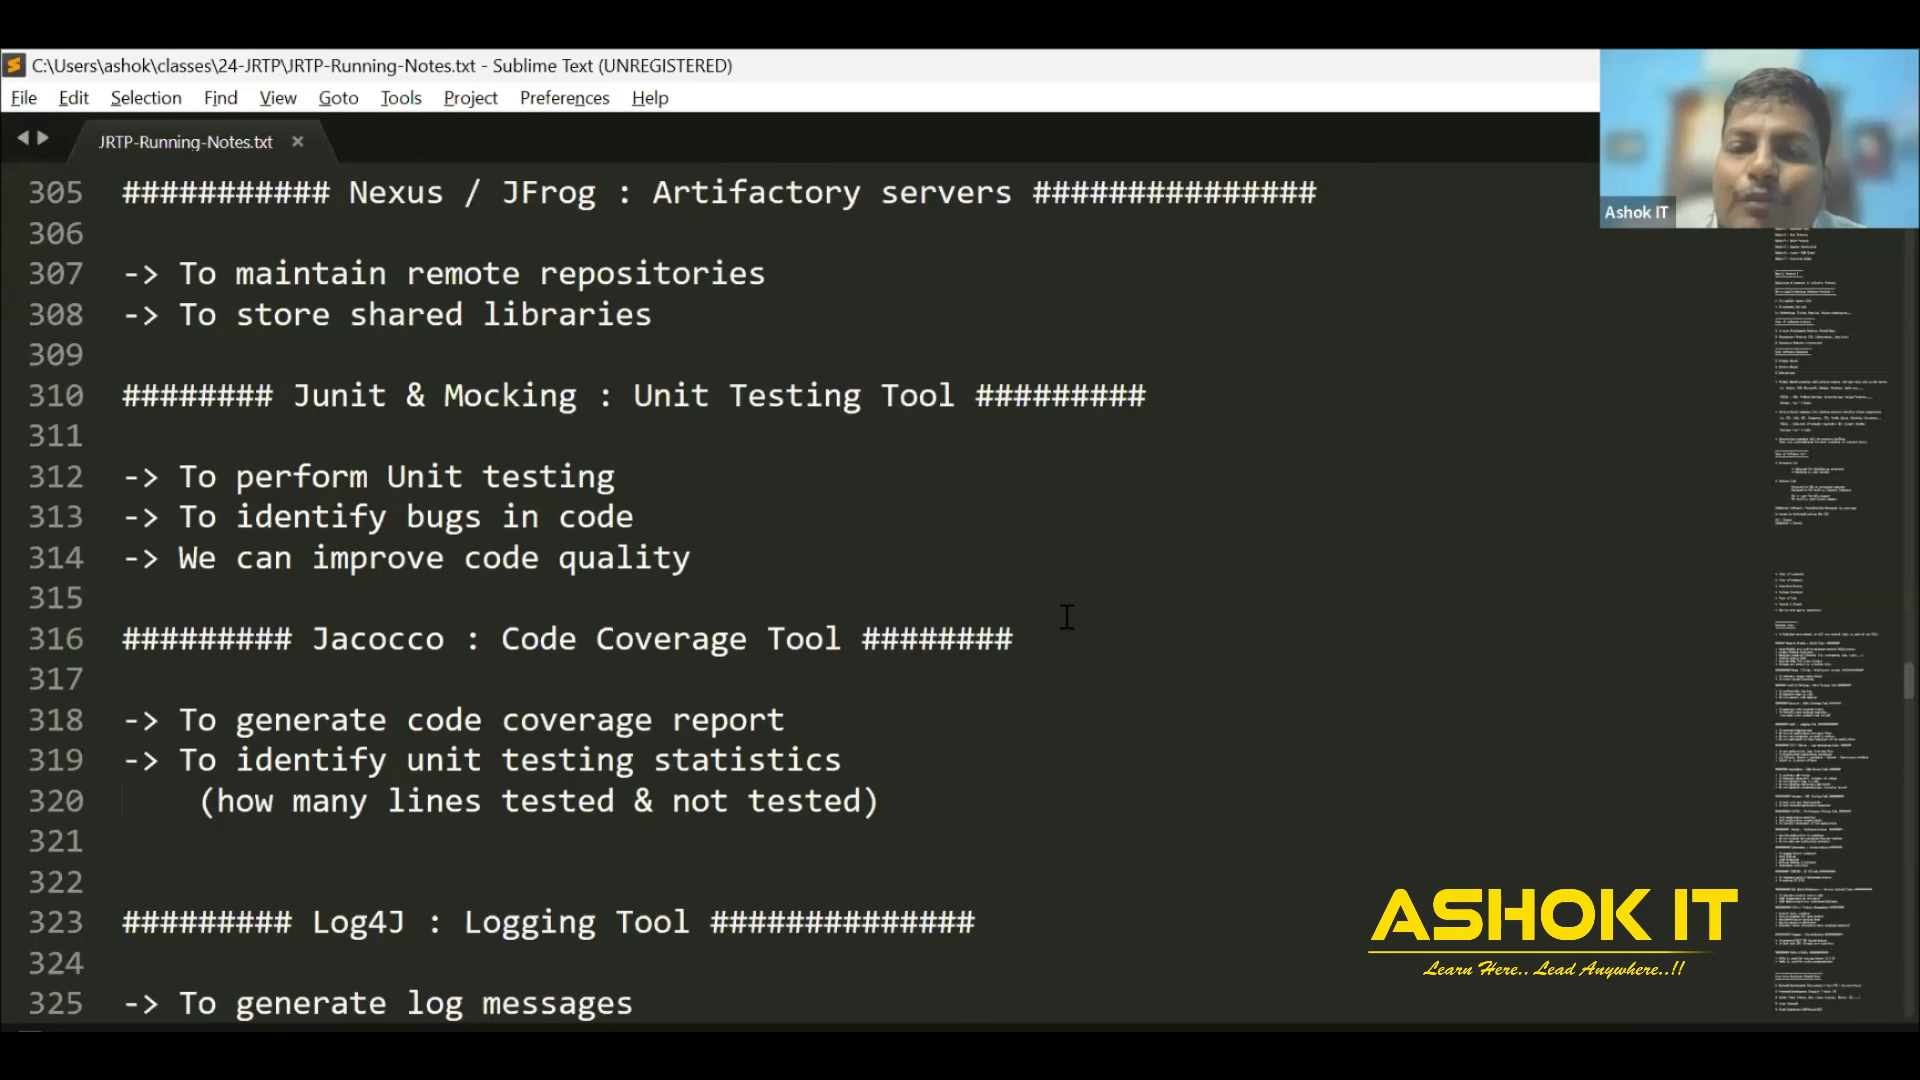 C:\Users\ashok\classes\24-JRTP\JRTP-Running-Notes.txt - Sublime Text (UNREGISTERED)
File Edit Selection Find View Goto Tools Project Preferences Help
JRTP-Running-Notes.txt
Ashok IT
305 ########### Nexus / JFrog : Artifactory servers ###############
306
307 -> To maintain remote repositories
308 -> To store shared libraries
309
310 ######## Junit & Mocking : Unit Testing Tool #########
311
312 -> To perform Unit testing
313 -> To identify bugs in code
314 -> We can improve code quality
315
316 ######### Jacocco : Code Coverage Tool ########
317
318 -> To generate code coverage report
319 -> To identify unit testing statistics
320 (how many lines tested & not tested)
321
322
323 ######### Log4J : Logging Tool ##############
324
325 -> To generate log messages
ASHOK IT
Learn Here.. Lead Anywhere..!!